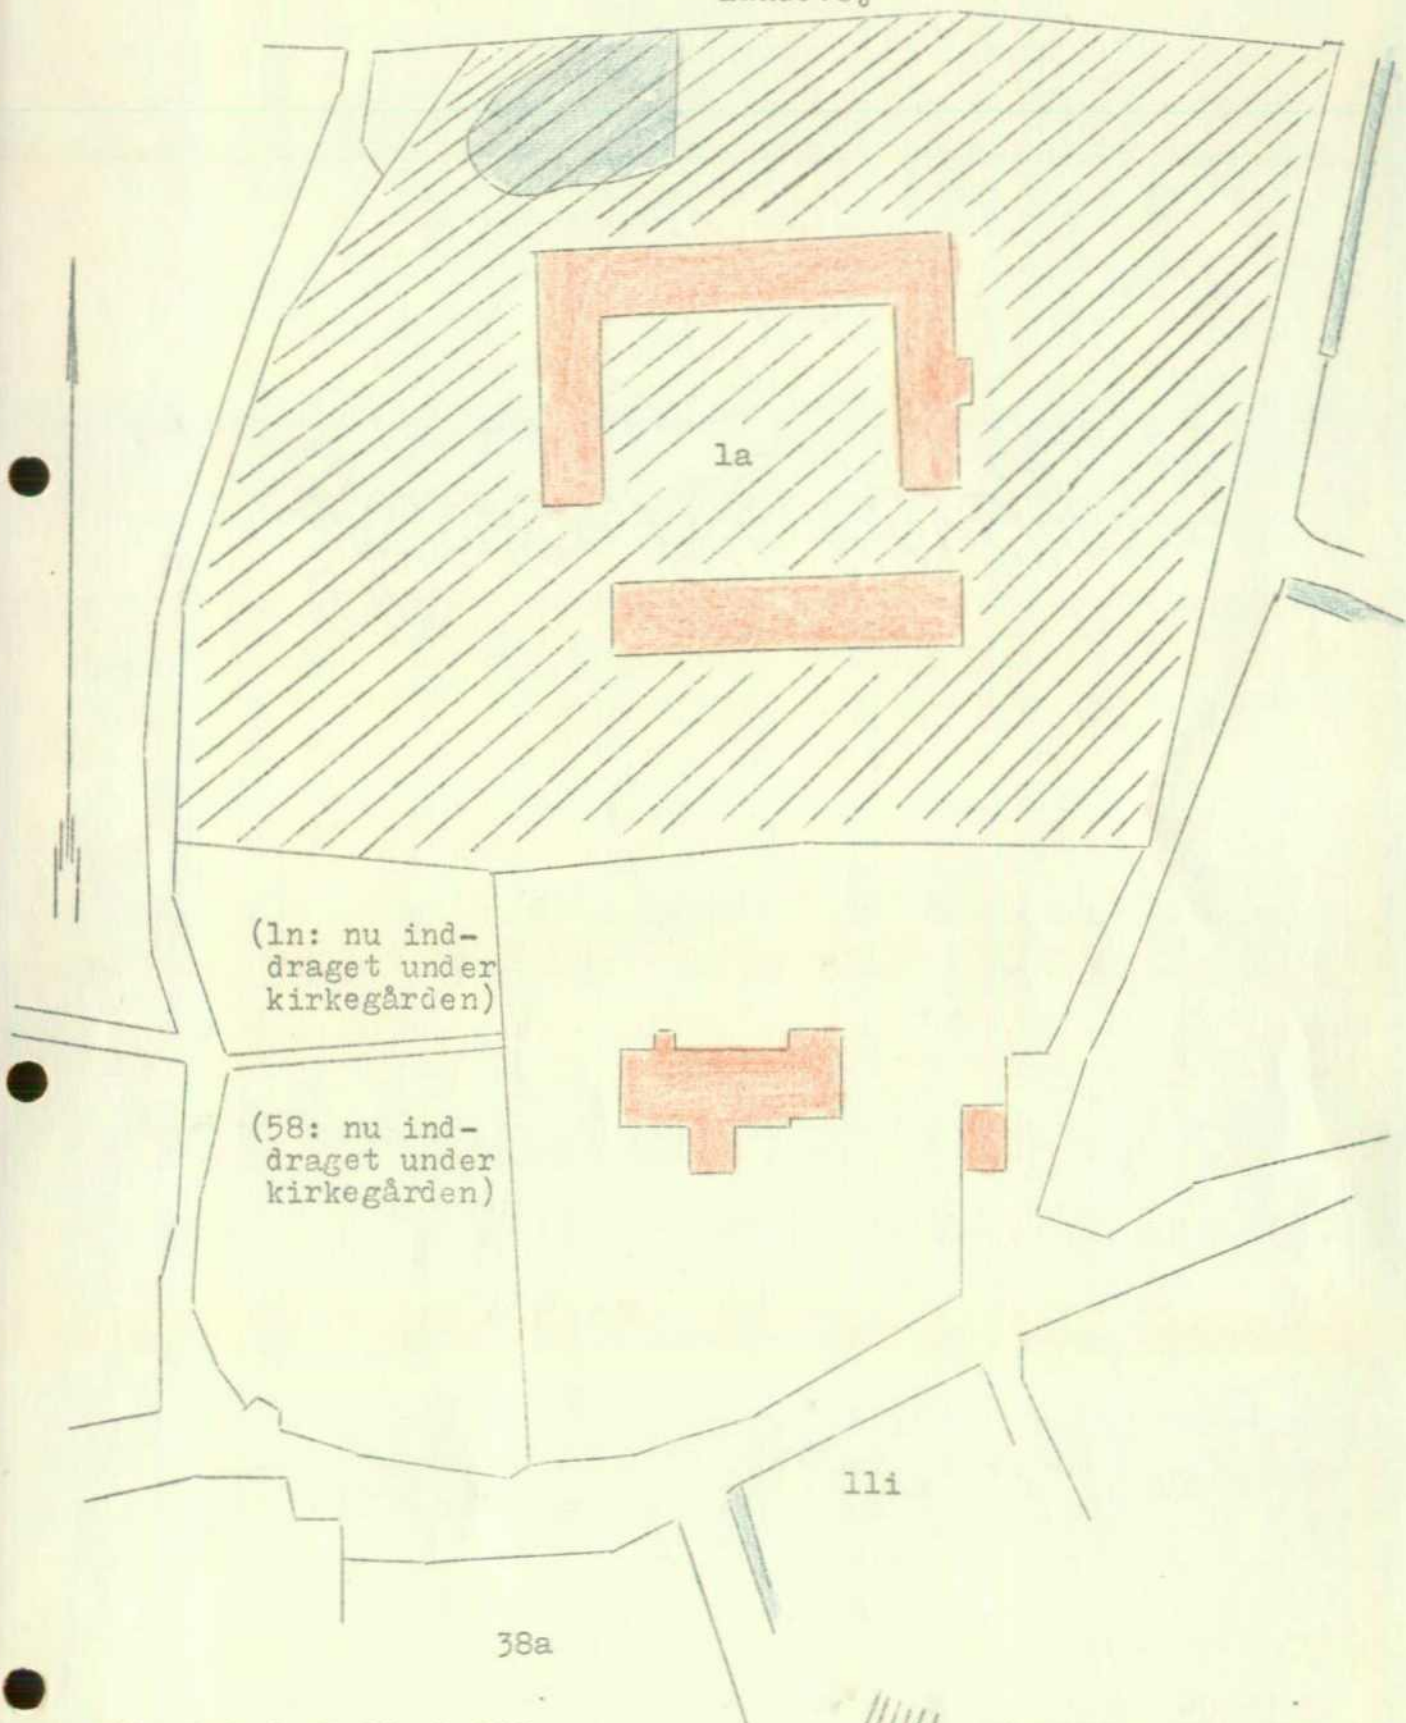 1a
(1n: nu ind-
draget under
kirkegården)
(58: nu ind-
draget under
kirkegården)
11i
38a